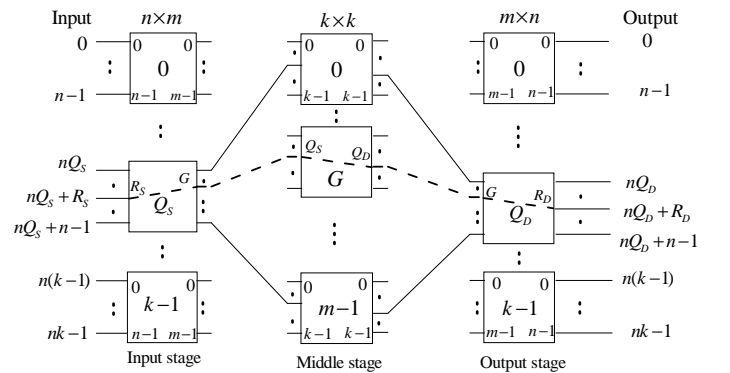 Input n×m k×k m×n Output
0 0 0 0 0 0 0 0
0 0 0
n−1 n−1 m−1 k−1 k−1 m−1 n−1 n−1
nQ_S Q_S Q_D nQ_D
nQ_S + R_S R_S G G G R_D nQ_D + R_D
Q_S Q_D
nQ_S + n−1 nQ_D + n−1
n(k−1) 0 0 0 0 0 0 n(k−1)
k−1 m−1 k−1
nk−1 n−1 m−1 k−1 k−1 m−1 n−1 nk−1
Input stage Middle stage Output stage